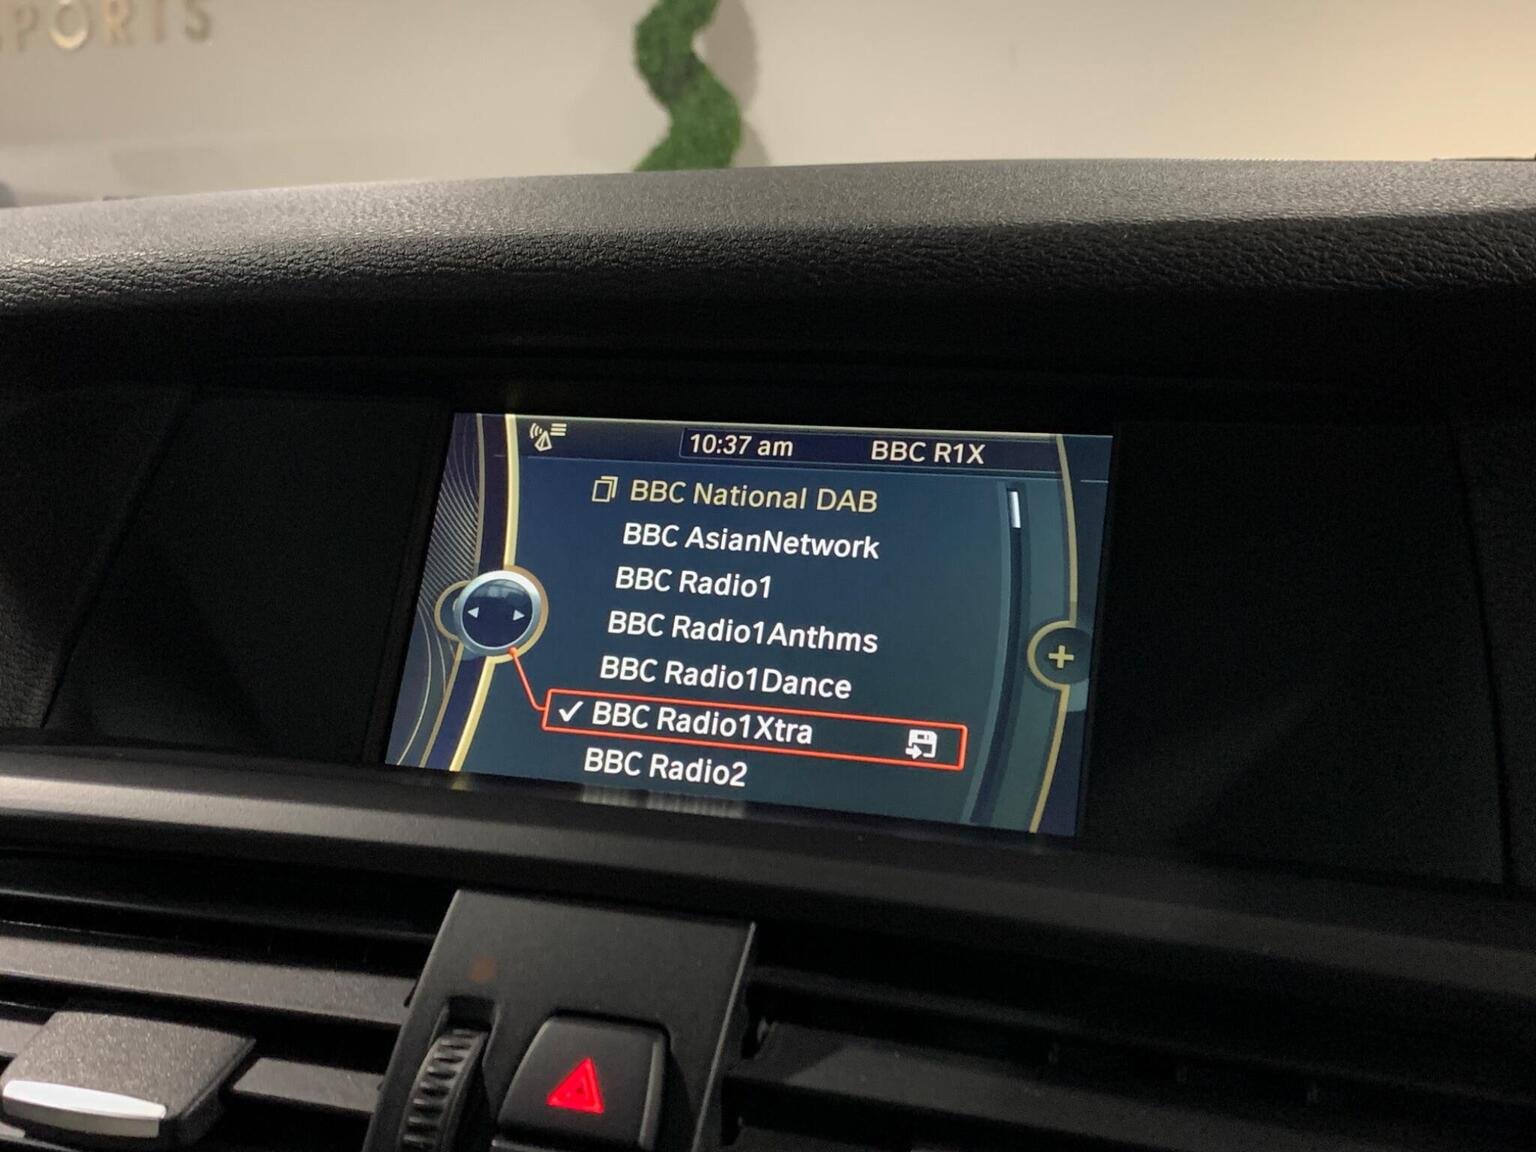 SPORTS
10:37 am BBC R1X
BBC National DAB
BBC AsianNetwork
BBC Radio1
BBC Radio1Anthms
BBC Radio1Dance
BBC Radio1Xtra
BBC Radio2